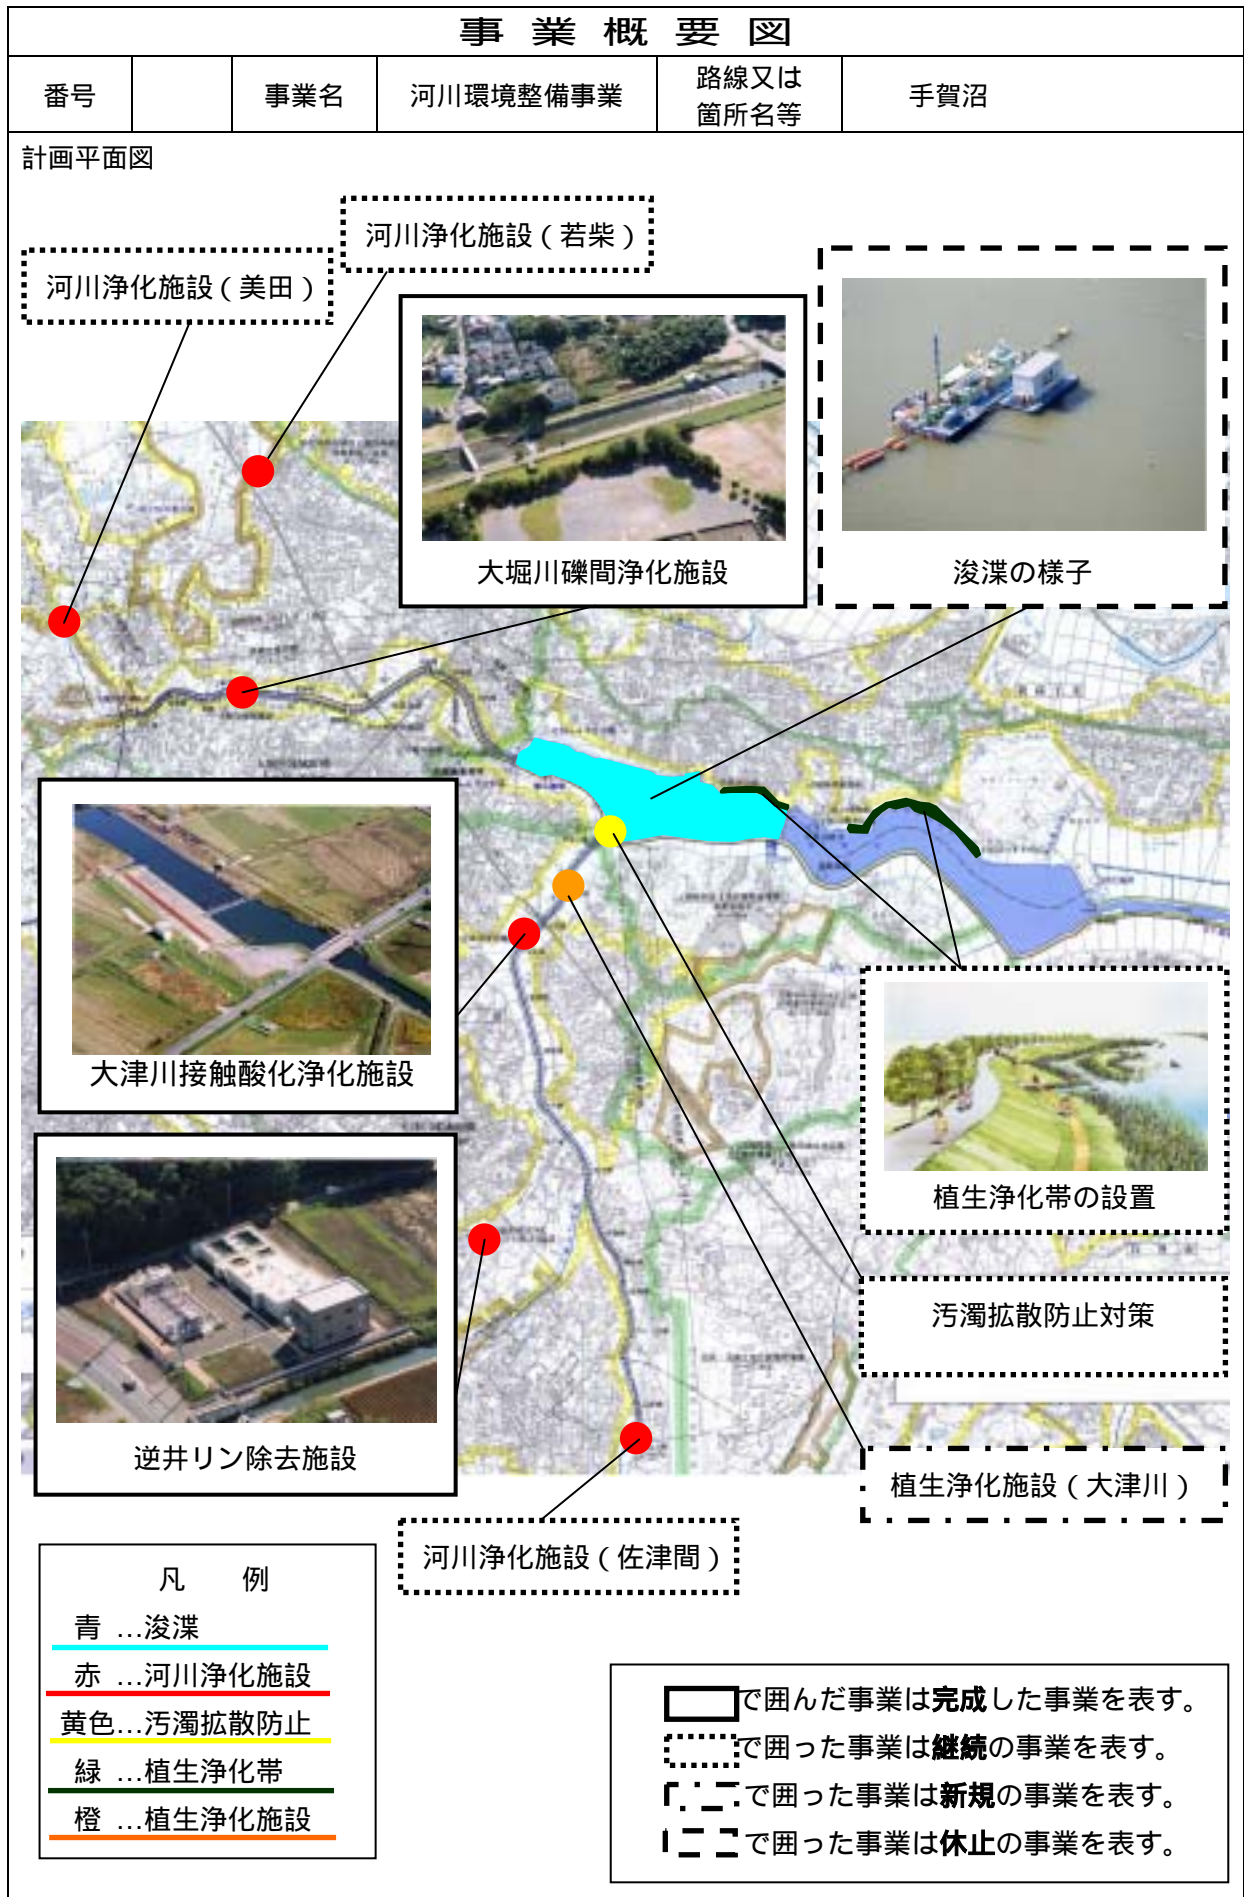 事業概要図
番号
事業名
河川環境整備事業
路線又は
箇所名等
手賀沼
計画平面図
河川浄化施設(若柴)
河川浄化施設(美田)
大堀川礫間浄化施設
浚渫の様子
大津川接触酸化浄化施設
植生浄化帯の設置
汚濁拡散防止対策
逆井リン除去施設
植生浄化施設(大津川)
河川浄化施設(佐津間)
凡 例
青 …浚渫
赤 …河川浄化施設
黄色…汚濁拡散防止
緑 …植生浄化帯
橙 …植生浄化施設
で囲んだ事業は完成した事業を表す。
で囲った事業は継続の事業を表す。
で囲った事業は新規の事業を表す。
で囲った事業は休止の事業を表す。